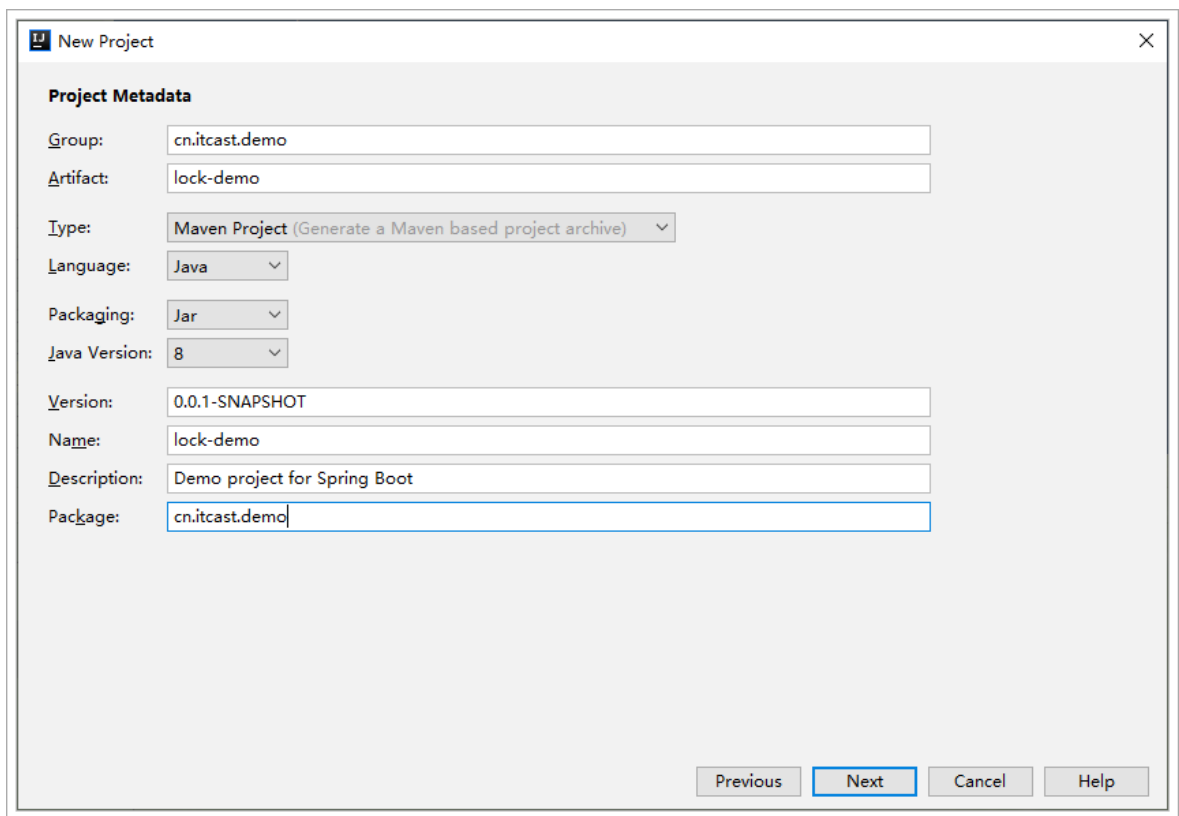 New Project
Project Metadata
Group: cn.itcast.demo
Artifact: lock-demo
Type: Maven Project (Generate a Maven based project archive)
Language: Java
Packaging: Jar
Java Version: 8
Version: 0.0.1-SNAPSHOT
Name: lock-demo
Description: Demo project for Spring Boot
Package: cn.itcast.demo
Previous Next Cancel Help